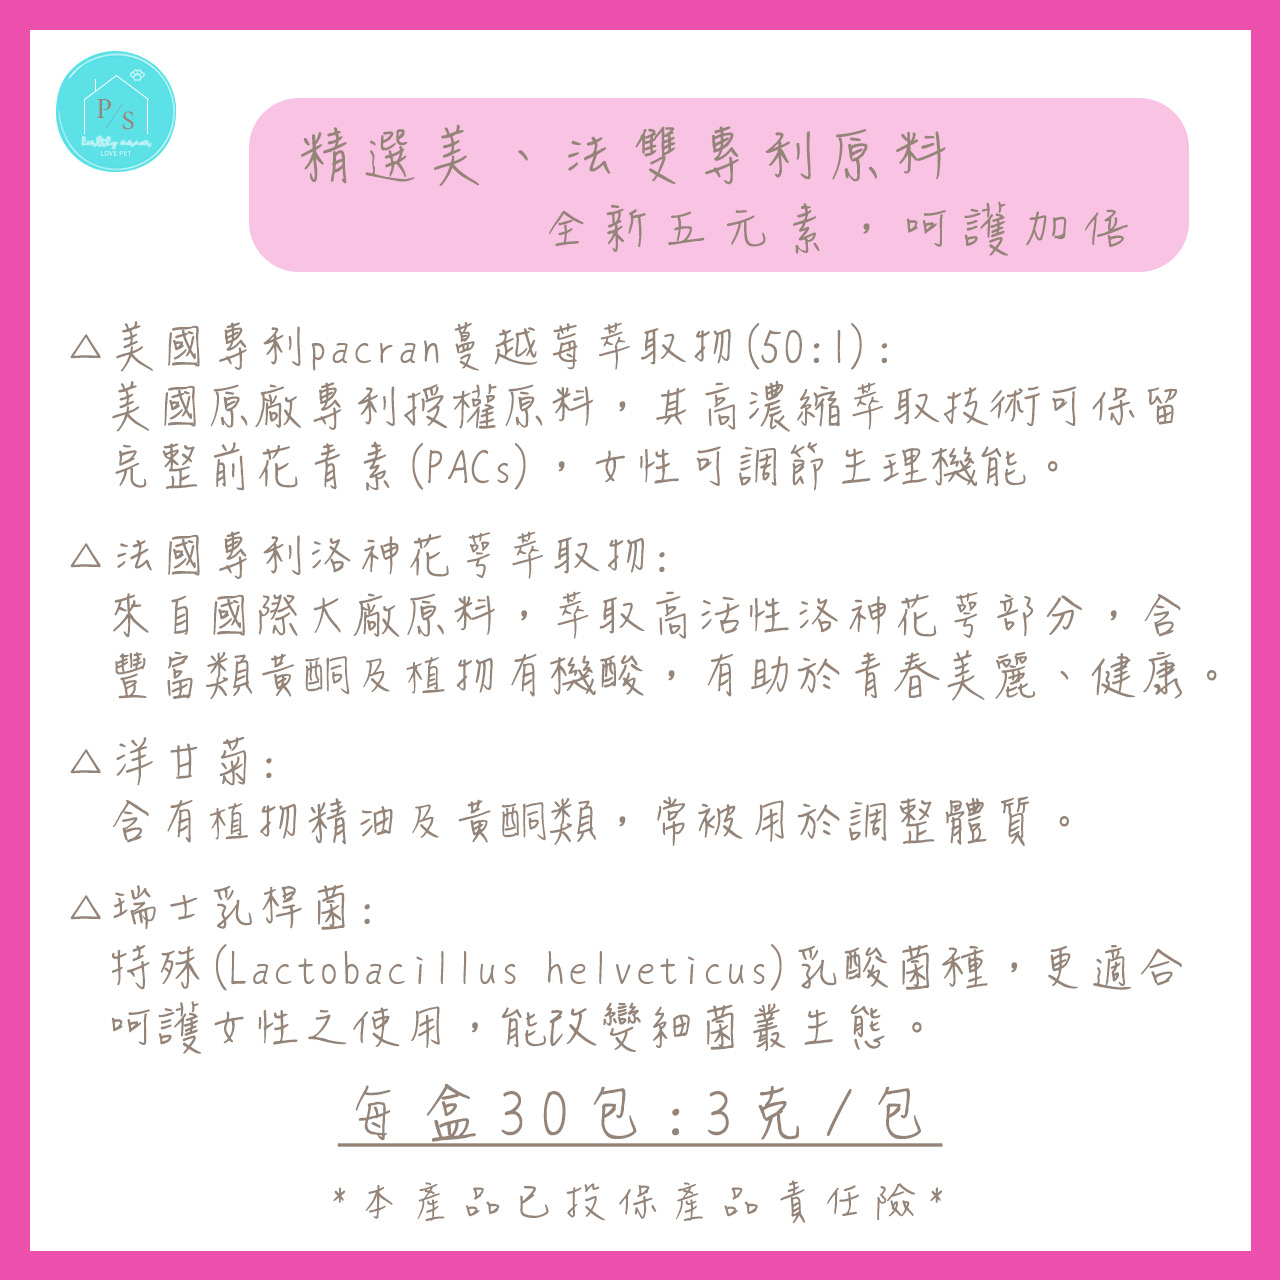 P/S
LOVE PET
精選美、法雙專利原料
全新五元素，呵護加倍
△美國專利pacran蔓越莓萃取物(50:1):
美國原廠專利授權原料，其高濃縮萃取技術可保留
完整前花青素(PACs)，女性可調節生理機能。
△法國專利洛神花萼萃取物:
來自國際大廠原料，萃取高活性洛神花萼部分，含
豐富類黃酮及植物有機酸，有助於青春美麗、健康。
△洋甘菊:
含有植物精油及黃酮類，常被用於調整體質。
△瑞士乳桿菌:
特殊(Lactobacillus helveticus)乳酸菌種，更適合
呵護女性之使用，能改變細菌叢生態。
每盒30包:3克/包
*本產品已投保產品責任險*